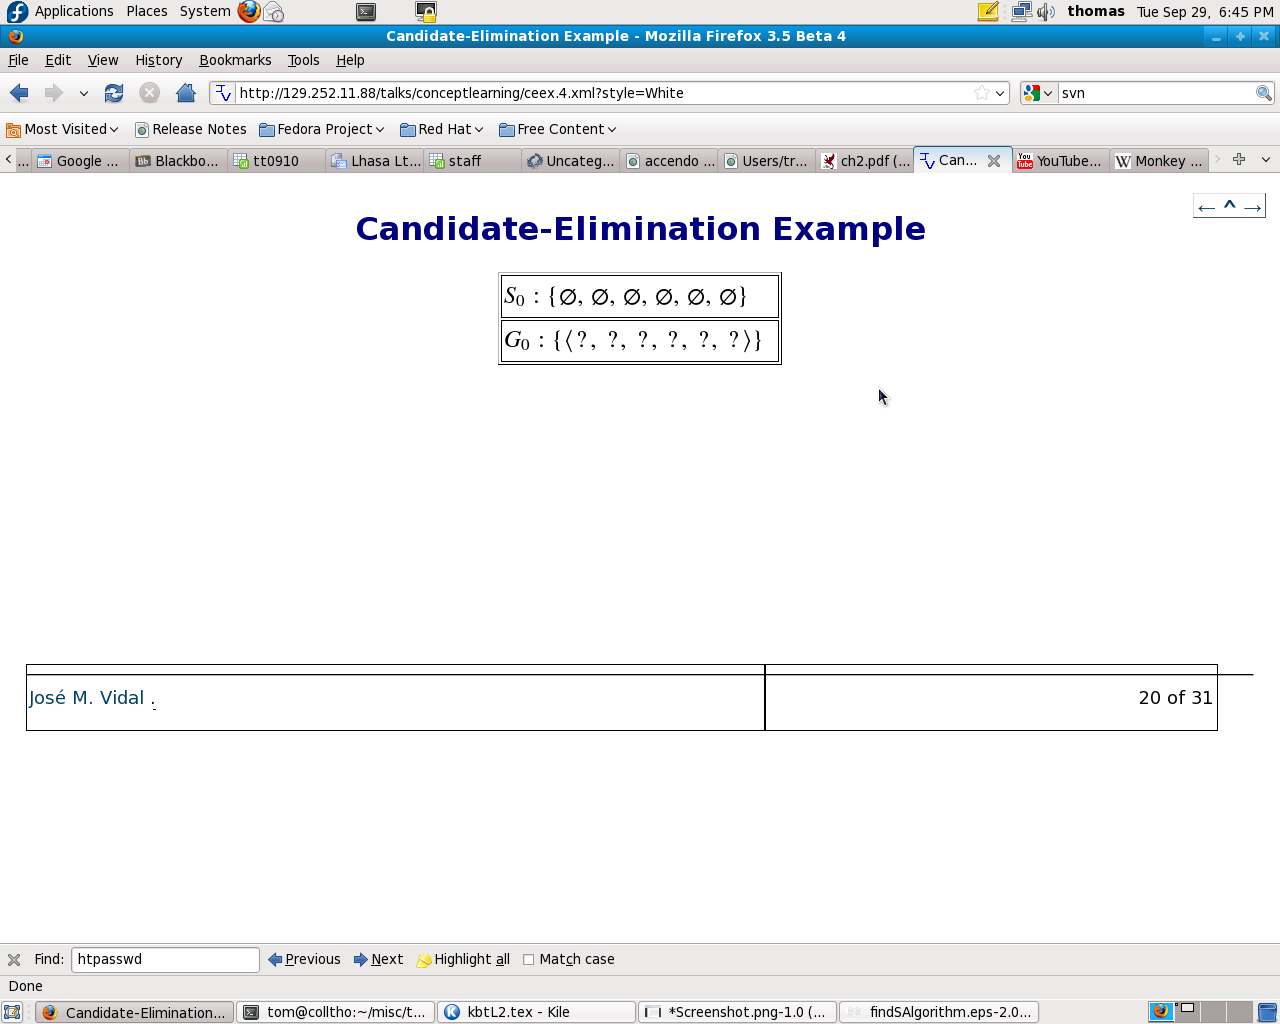 Applications Places System thomas Tue Sep 29, 6:45 PM
Candidate-Elimination Example - Mozilla Firefox 3.5 Beta 4
File Edit View History Bookmarks Tools Help
http://129.252.11.88/talks/conceptlearning/ceex.4.xml?style=White svn
Most Visited Release Notes Fedora Project Red Hat Free Content
... Google ... Blackbo... tt0910 Lhasa Lt... staff Uncateg... accendo ... Users/tr... ch2.pdf (... Can... YouTube... Monkey ...
← ^ →
Candidate-Elimination Example
S₀ : {∅, ∅, ∅, ∅, ∅, ∅}
G₀ : {⟨?, ?, ?, ?, ?, ?⟩}
José M. Vidal . 20 of 31
Find: htpasswd Previous Next Highlight all Match case
Done
Candidate-Elimination... tom@colltho:~/misc/t... kbtL2.tex - Kile *Screenshot.png-1.0 (... findSAlgorithm.eps-2.0...